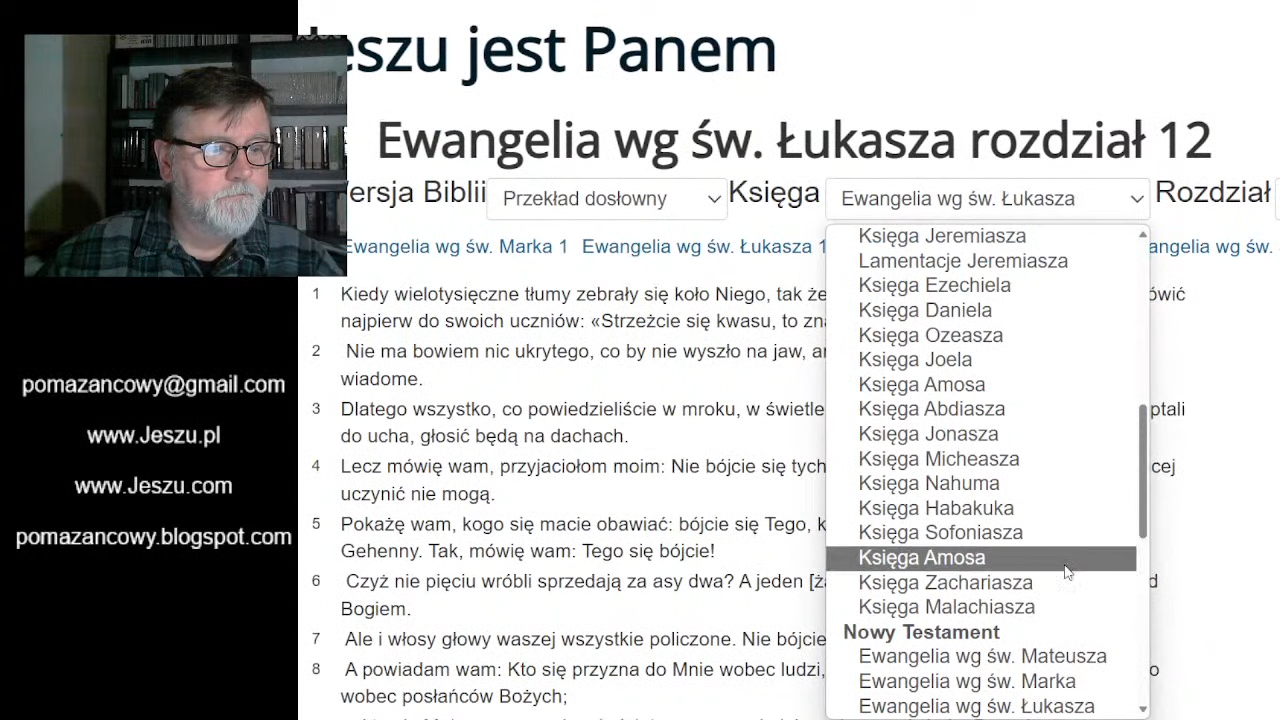 eszu jest Panem
Ewangelia wg św. Łukasza rozdział 12
ersja Biblii Przekład dosłowny Księga Ewangelia wg św. Łukasza Rozdział
Ewangelia wg św. Marka 1 Ewangelia wg św. Łukasza 1 angelia wg św.
1 Kiedy wielotysięczne tłumy zebrały się koło Niego, tak że ówić
najpierw do swoich uczniów: «Strzeżcie się kwasu, to zn
2 Nie ma bowiem nic ukrytego, co by nie wyszło na jaw, a
wiadome.
3 Dlatego wszystko, co powiedzieliście w mroku, w świetle ptali
do ucha, głosić będą na dachach.
4 Lecz mówię wam, przyjaciołom moim: Nie bójcie się tych cej
uczynić nie mogą.
5 Pokażę wam, kogo się macie obawiać: bójcie się Tego, k
Gehenny. Tak, mówię wam: Tego się bójcie!
6 Czyż nie pięciu wróbli sprzedają za asy dwa? A jeden [ż d
Bogiem.
7 Ale i włosy głowy waszej wszystkie policzone. Nie bójcie
8 A powiadam wam: Kto się przyzna do Mnie wobec ludzi, o
wobec posłańców Bożych;
Księga Jeremiasza
Lamentacje Jeremiasza
Księga Ezechiela
Księga Daniela
Księga Ozeasza
Księga Joela
Księga Amosa
Księga Abdiasza
Księga Jonasza
Księga Micheasza
Księga Nahuma
Księga Habakuka
Księga Sofoniasza
Księga Amosa
Księga Zachariasza
Księga Malachiasza
Nowy Testament
Ewangelia wg św. Mateusza
Ewangelia wg św. Marka
Ewangelia wg św. Łukasza
pomazancowy@gmail.com
www.Jeszu.pl
www.Jeszu.com
pomazancowy.blogspot.com